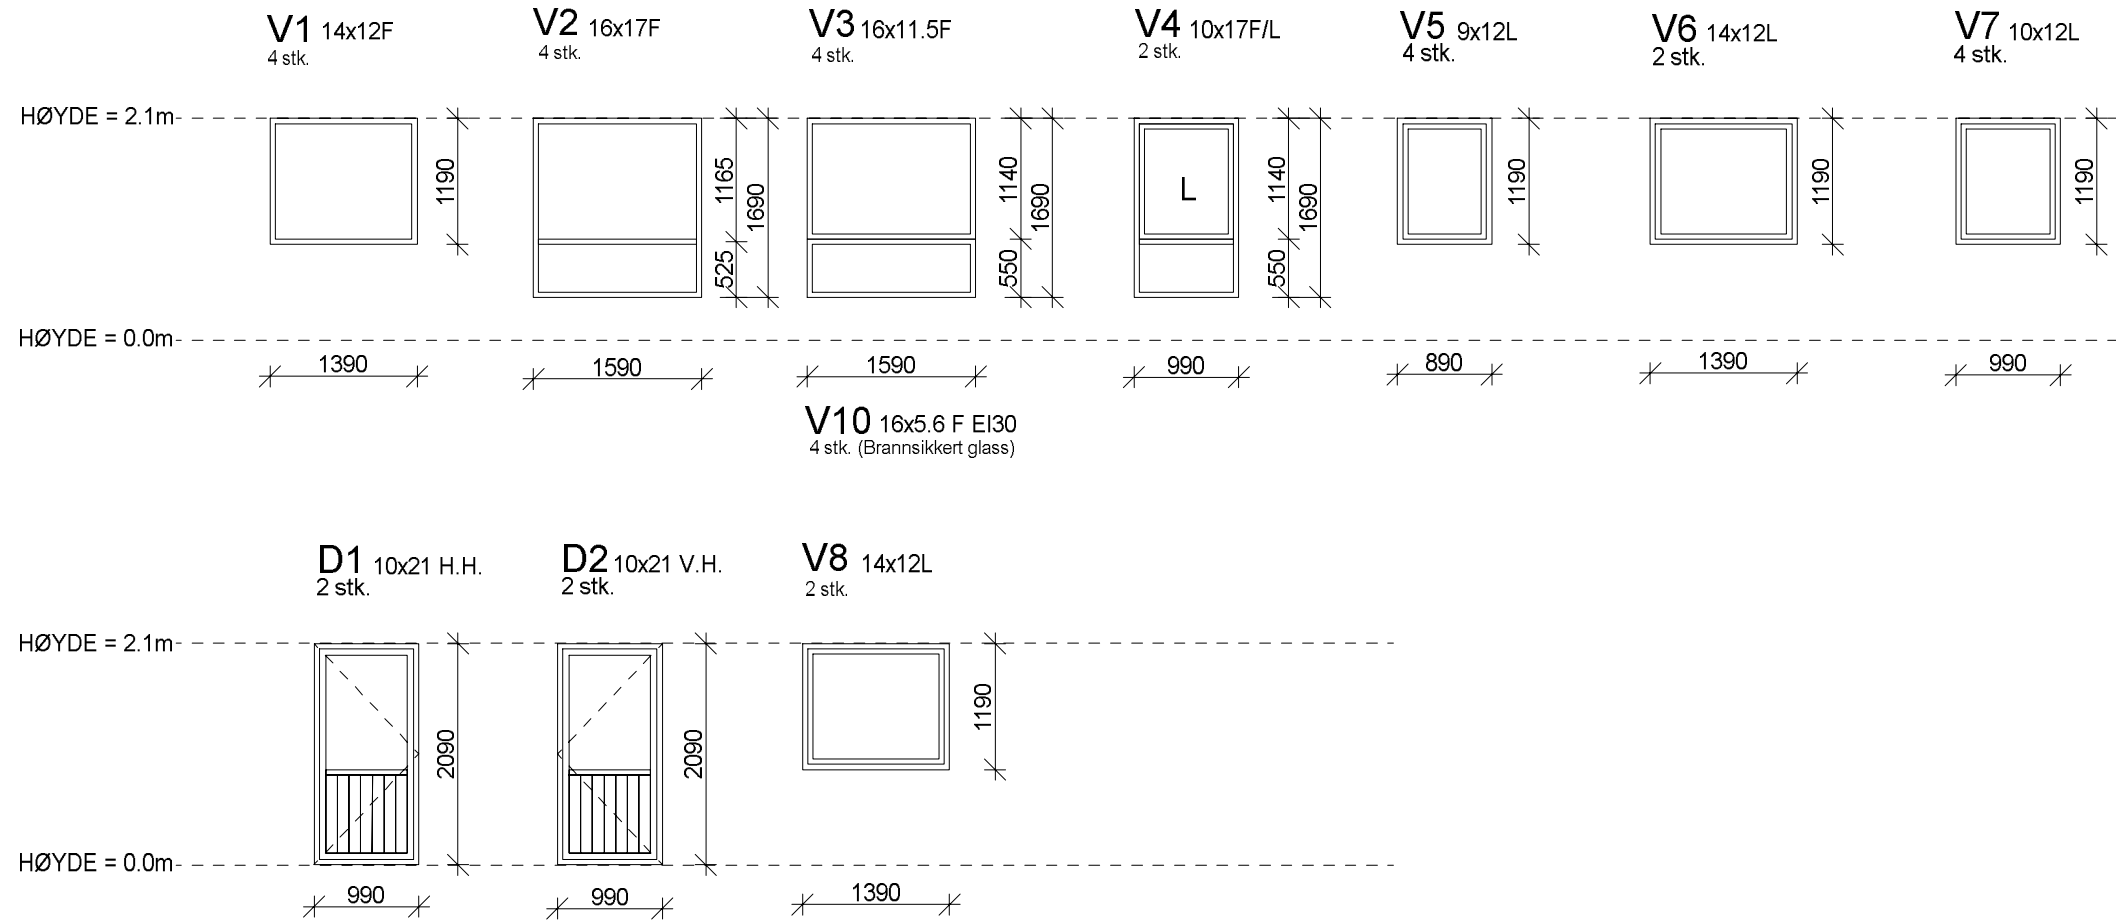 V1 14x12F
4 stk.
V2 16x17F
4 stk.
V3 16x11.5F
4 stk.
V4 10x17F/L
2 stk.
V5 9x12L
4 stk.
V6 14x12L
2 stk.
V7 10x12L
4 stk.
HØYDE = 2.1m
1190
1165
525
1690
1140
550
1690
L
1140
550
1690
1190
1190
1190
HØYDE = 0.0m
1390
1590
1590
990
890
1390
990
V10 16x5.6 F EI30
4 stk. (Brannsikkert glass)
D1 10x21 H.H.
2 stk.
D2 10x21 V.H.
2 stk.
V8 14x12L
2 stk.
HØYDE = 2.1m
2090
2090
1190
HØYDE = 0.0m
990
990
1390